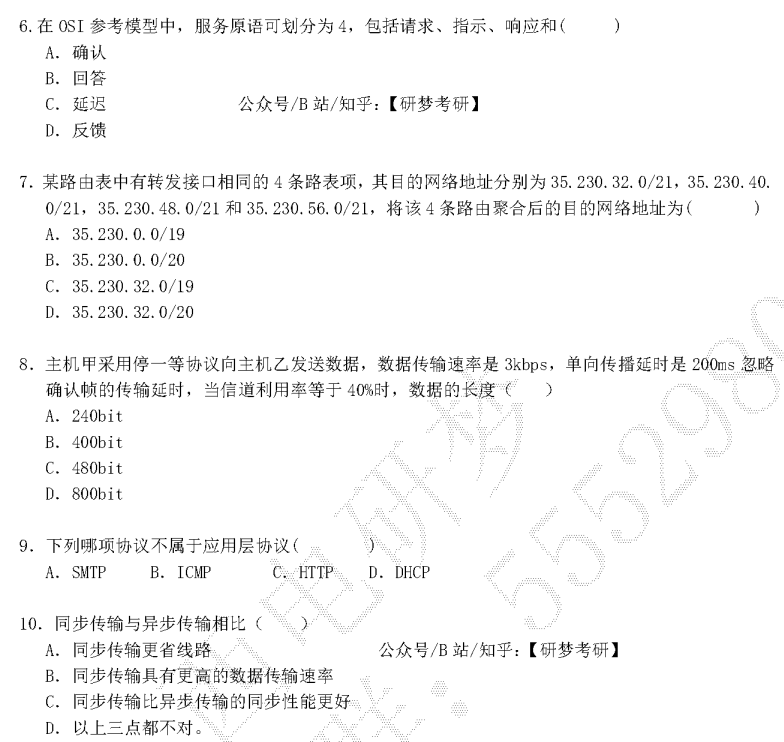 6.在 OSI 参考模型中，服务原语可划分为 4，包括请求、指示、响应和(　　)
A. 确认
B. 回答
C. 延迟　　公众号/B 站/知乎:【研梦考研】
D. 反馈
7. 某路由表中有转发接口相同的 4 条路表项，其目的网络地址分别为 35.230.32.0/21，35.230.40.
0/21，35.230.48.0/21 和 35.230.56.0/21，将该 4 条路由聚合后的目的网络地址为(　　)
A. 35.230.0.0/19
B. 35.230.0.0/20
C. 35.230.32.0/19
D. 35.230.32.0/20
8. 主机甲采用停一等协议向主机乙发送数据，数据传输速率是 3kbps，单向传播延时是 200ms 忽略
确认帧的传输延时，当信道利用率等于 40%时，数据的长度（　）
A. 240bit
B. 400bit
C. 480bit
D. 800bit
9. 下列哪项协议不属于应用层协议(　　)
A. SMTP　B. ICMP　C. HTTP　D. DHCP
10. 同步传输与异步传输相比（　）
A. 同步传输更省线路　　公众号/B 站/知乎:【研梦考研】
B. 同步传输具有更高的数据传输速率
C. 同步传输比异步传输的同步性能更好
D. 以上三点都不对。
西电研梦
群：5552980